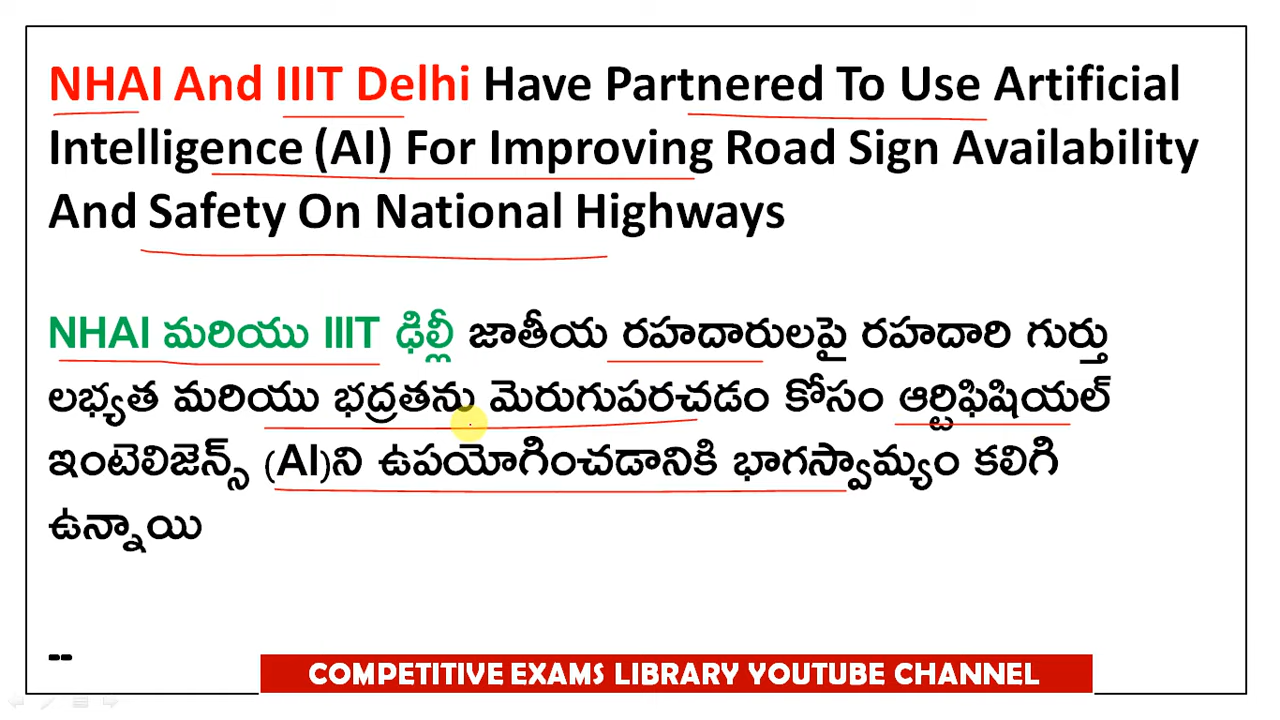 NHAI And IIIT Delhi Have Partnered To Use Artificial
Intelligence (AI) For Improving Road Sign Availability
And Safety On National Highways
NHAI మరియు IIIT ఢిల్లీ జాతీయ రహదారులపై రహదారి గుర్తు
లభ్యత మరియు భద్రతను మెరుగుపరచడం కోసం ఆర్టిఫిషియల్
ఇంటెలిజెన్స్ (AI)ని ఉపయోగించడానికి భాగస్వామ్యం కలిగి
ఉన్నాయి
--
COMPETITIVE EXAMS LIBRARY YOUTUBE CHANNEL